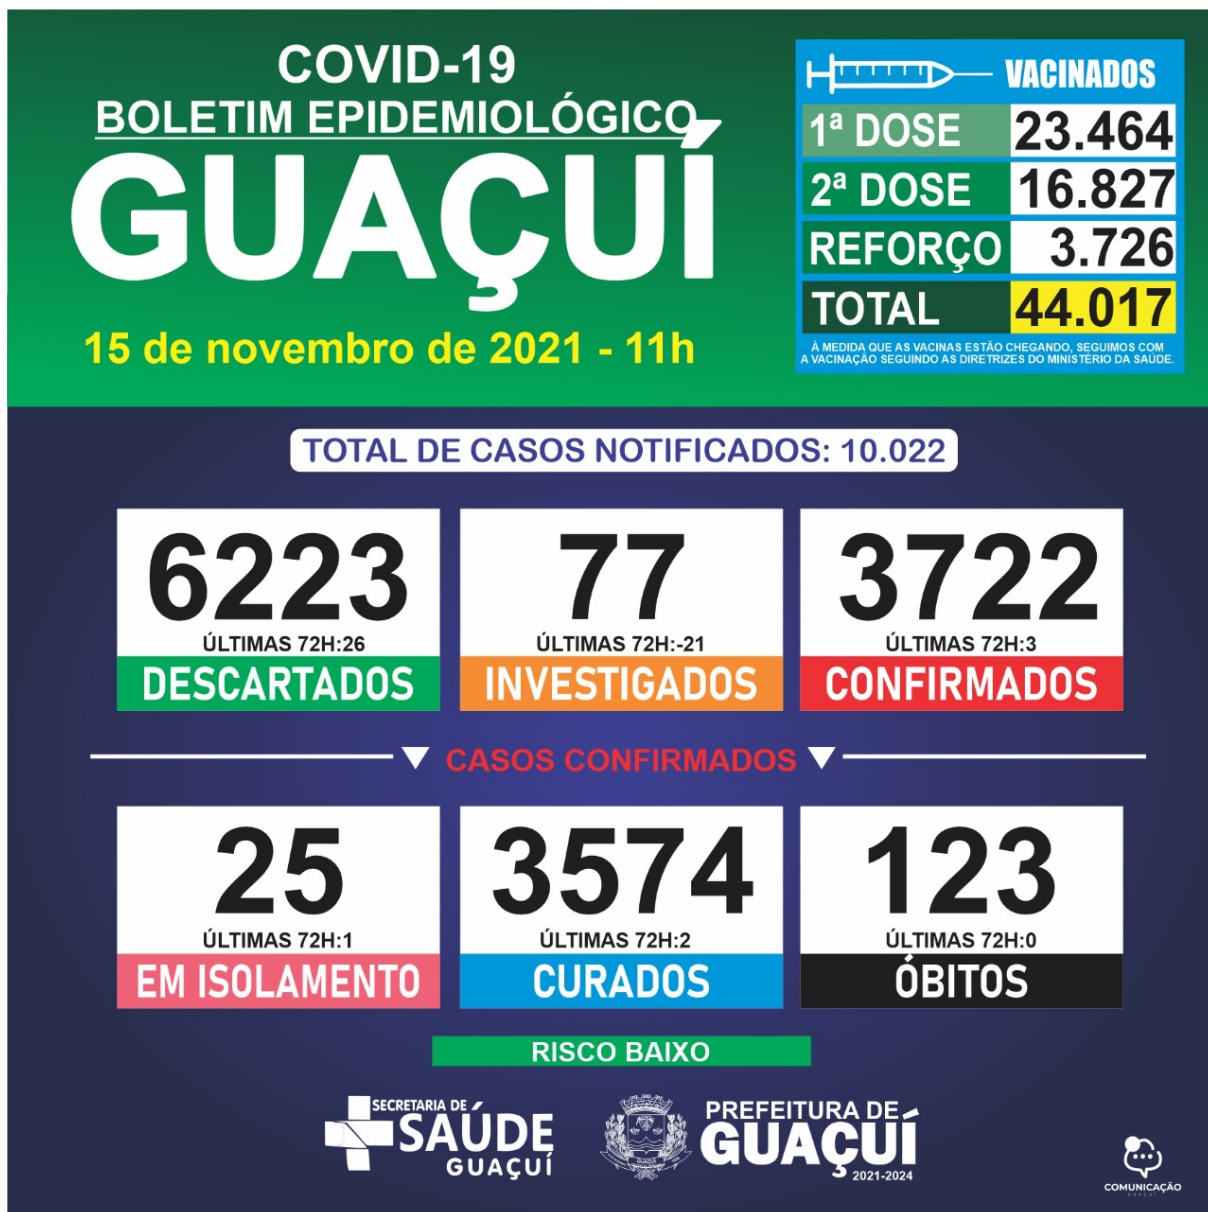 COVID-19
BOLETIM EPIDEMIOLÓGICO
GUAÇUÍ
15 de novembro de 2021 - 11h
VACINADOS
1ª DOSE 23.464
2ª DOSE 16.827
REFORÇO 3.726
TOTAL 44.017
À MEDIDA QUE AS VACINAS ESTÃO CHEGANDO, SEGUIMOS COM
A VACINAÇÃO SEGUINDO AS DIRETRIZES DO MINISTÉRIO DA SAÚDE.
TOTAL DE CASOS NOTIFICADOS: 10.022
6223
ÚLTIMAS 72H:26
DESCARTADOS
77
ÚLTIMAS 72H:-21
INVESTIGADOS
3722
ÚLTIMAS 72H:3
CONFIRMADOS
CASOS CONFIRMADOS
25
ÚLTIMAS 72H:1
EM ISOLAMENTO
3574
ÚLTIMAS 72H:2
CURADOS
123
ÚLTIMAS 72H:0
ÓBITOS
RISCO BAIXO
SECRETARIA DE
SAÚDE
GUAÇUÍ
GUAÇUÍ
PREFEITURA DE
GUAÇUÍ
2021-2024
COMUNICAÇÃO
GUAÇUÍ